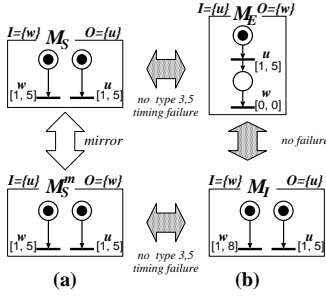 I={w} M_S O={u}
w [1, 5] u [1, 5]
no type 3,5
timing failure
I={u} M_E O={w}
u
[1, 5]
w
[0, 0]
mirror
no failure
I={u} M_S^m O={w}
w [1, 5] u [1, 5]
no type 3,5
timing failure
I={w} M_I O={u}
w [1, 8] u [1, 5]
(a) (b)